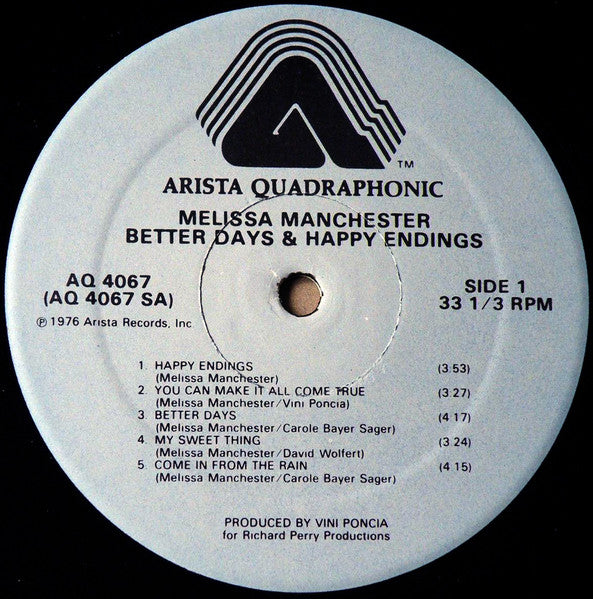 TM
ARISTA QUADRAPHONIC
MELISSA MANCHESTER
BETTER DAYS & HAPPY ENDINGS
AQ 4067
(AQ 4067 SA)
℗ 1976 Arista Records, Inc
SIDE 1
33 1/3 RPM
1 HAPPY ENDINGS (3:53)
(Melissa Manchester)
2. YOU CAN MAKE IT ALL COME TRUE (3:27)
(Melissa Manchester/Vini Poncia)
3 BETTER DAYS (4 17)
(Melissa Manchester/Carole Bayer Sager)
4 MY SWEET THING (3:24)
(Melissa Manchester/David Wolfert)
5 COME IN FROM THE RAIN (4 15)
(Melissa Manchester/Carole Bayer Sager)
PRODUCED BY VINI PONCIA
for Richard Perry Productions